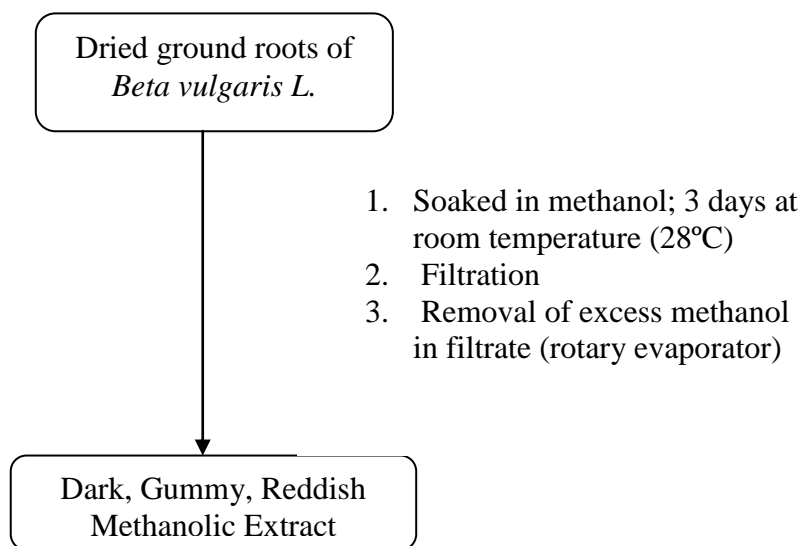 Dried ground roots of
Beta vulgaris L.
1. Soaked in methanol; 3 days at
room temperature (28ºC)
2. Filtration
3. Removal of excess methanol
in filtrate (rotary evaporator)
Dark, Gummy, Reddish
Methanolic Extract